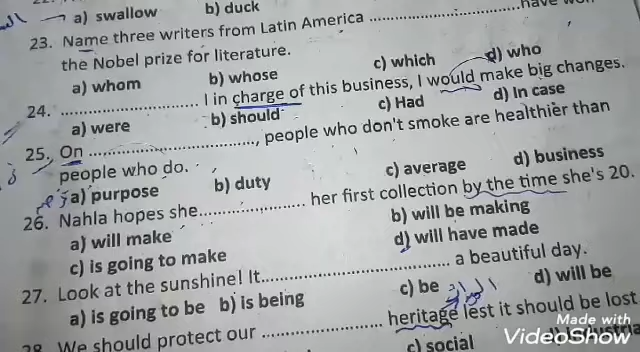 a) swallow b) duck
23. Name three writers from Latin America ........................ have
the Nobel prize for literature.
a) whom b) whose c) which d) who
24. ........................ I in charge of this business, I would make big changes.
a) were b) should c) Had d) In case
25. On ............................, people who don't smoke are healthier than
people who do.
a) purpose b) duty c) average d) business
26. Nahla hopes she...................... her first collection by the time she's 20.
a) will make b) will be making
c) is going to make d) will have made
27. Look at the sunshine! It............................ a beautiful day.
a) is going to be b) is being c) be d) will be
28 We should protect our ........................ heritage lest it should be lost
c) social
Made with
VideoShow